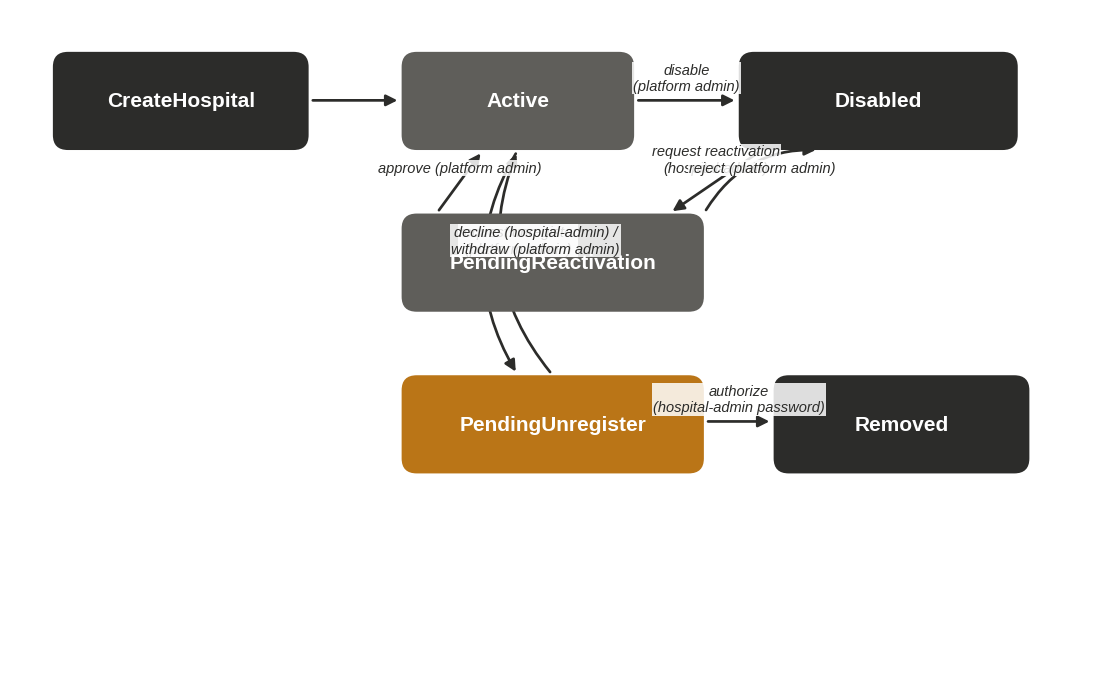 CreateHospital
Active
disable
(platform admin)
Disabled
approve (platform admin)
request reactivation
reject (platform admin)
decline (hospital-admin) /
withdraw (platform admin)
PendingReactivation
PendingUnregister
authorize
(hospital-admin password)
Removed